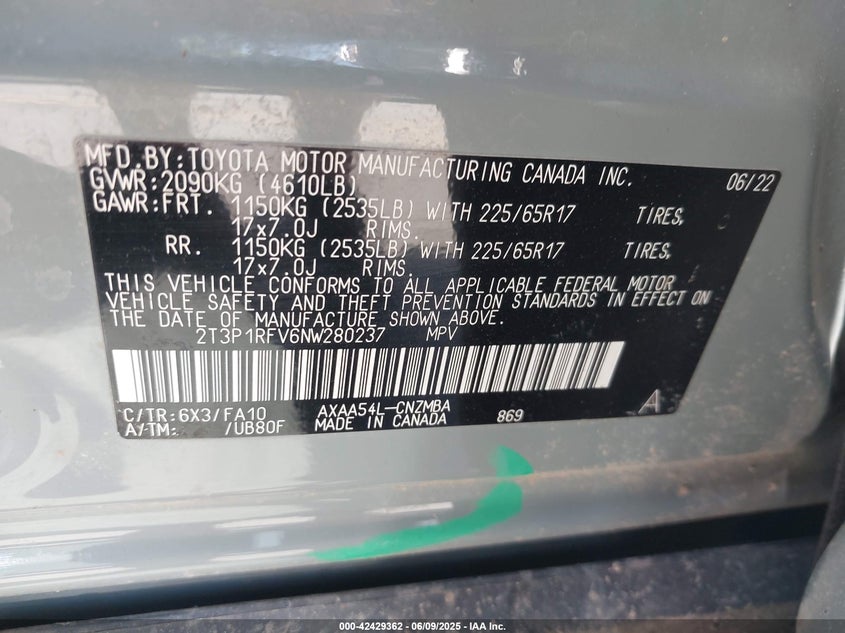 MFD.BY:TOYOTA MOTOR MANUFACTURING CANADA INC. 06/22
GVWR:2090KG (4610LB)
GAWR:FRT. 1150KG (2535LB) WITH 225/65R17 TIRES,
17x7.0J RIMS.
RR. 1150KG (2535LB) WITH 225/65R17 TIRES,
17x7.0J RIMS.
THIS VEHICLE CONFORMS TO ALL APPLICABLE FEDERAL MOTOR
VEHICLE SAFETY AND THEFT PREVENTION STANDARDS IN EFFECT ON
THE DATE OF MANUFACTURE SHOWN ABOVE.
2T3P1RFV6NW280237 MPV
C/TR:6X3/FA10 AXAA54L-CNZMBA 869 A
A/TM: /UB80F MADE IN CANADA
000-42429362 | 06/09/2025 | IAA Inc.